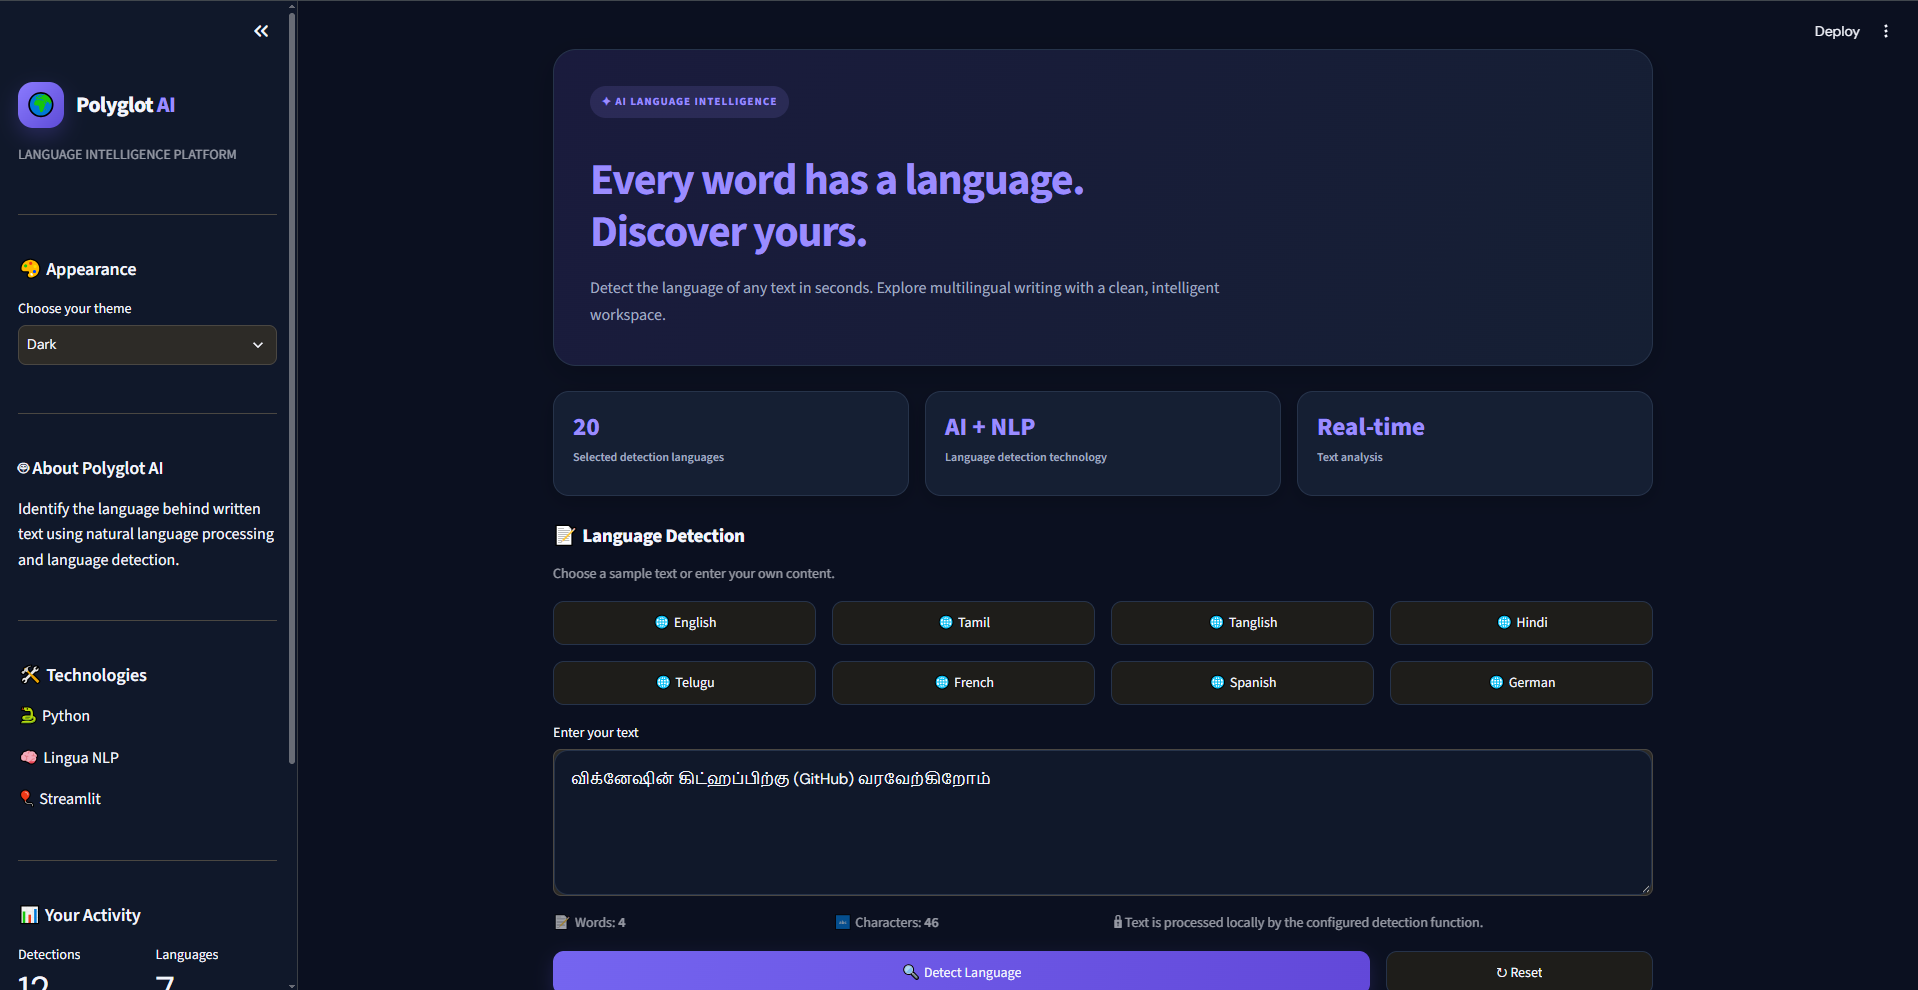 Deploy
Polyglot AI
LANGUAGE INTELLIGENCE PLATFORM
Appearance
Choose your theme
Dark
About Polyglot AI
Identify the language behind written
text using natural language processing
and language detection.
Technologies
Python
Lingua NLP
Streamlit
Your Activity
Detections
Languages
12
7
✦ AI LANGUAGE INTELLIGENCE
Every word has a language.
Discover yours.
Detect the language of any text in seconds. Explore multilingual writing with a clean, intelligent
workspace.
20
Selected detection languages
AI + NLP
Language detection technology
Real-time
Text analysis
Language Detection
Choose a sample text or enter your own content.
English
Tamil
Tanglish
Hindi
Telugu
French
Spanish
German
Enter your text
விக்னேஷின் கிட்ஹப்பிற்கு (GitHub) வரவேற்கிறோம்
Words: 4
Characters: 46
Text is processed locally by the configured detection function.
Detect Language
↻ Reset